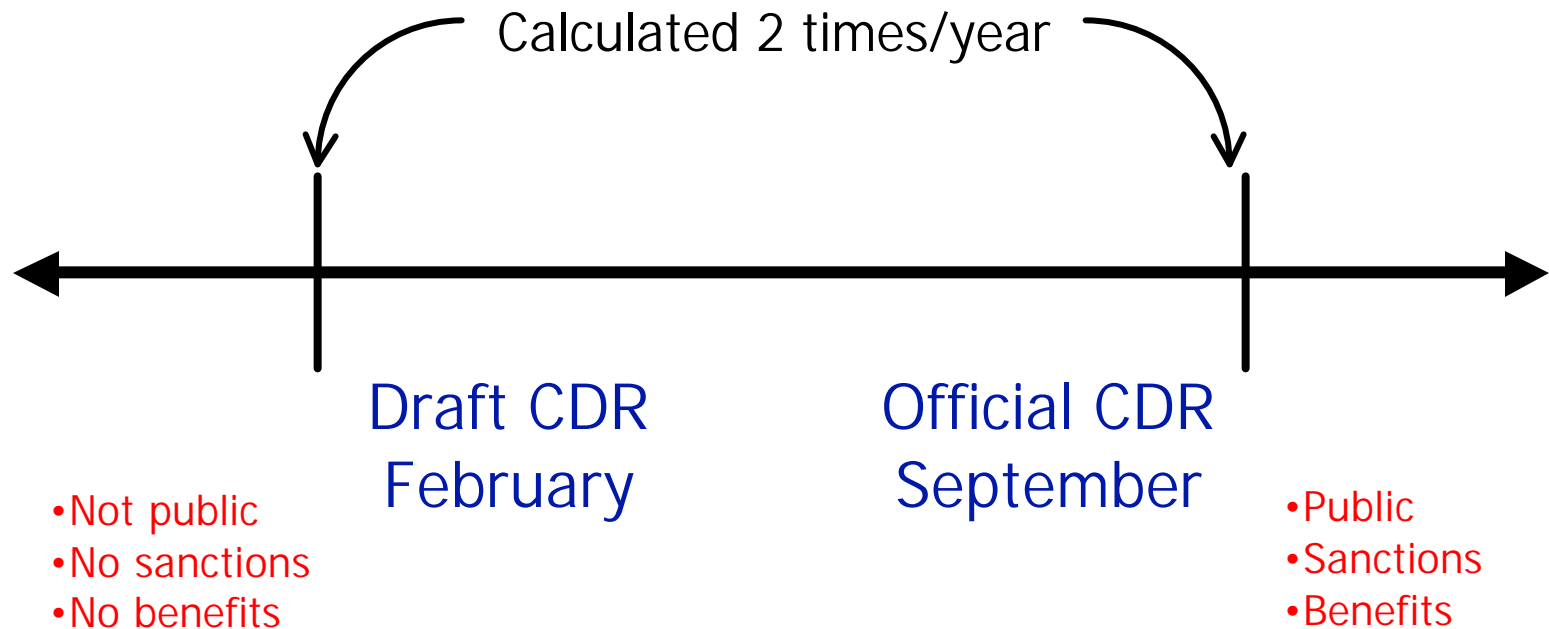 Calculated 2 times/year
Draft CDR
February
Official CDR
September
•Not public
•No sanctions
•No benefits
•Public
•Sanctions
•Benefits